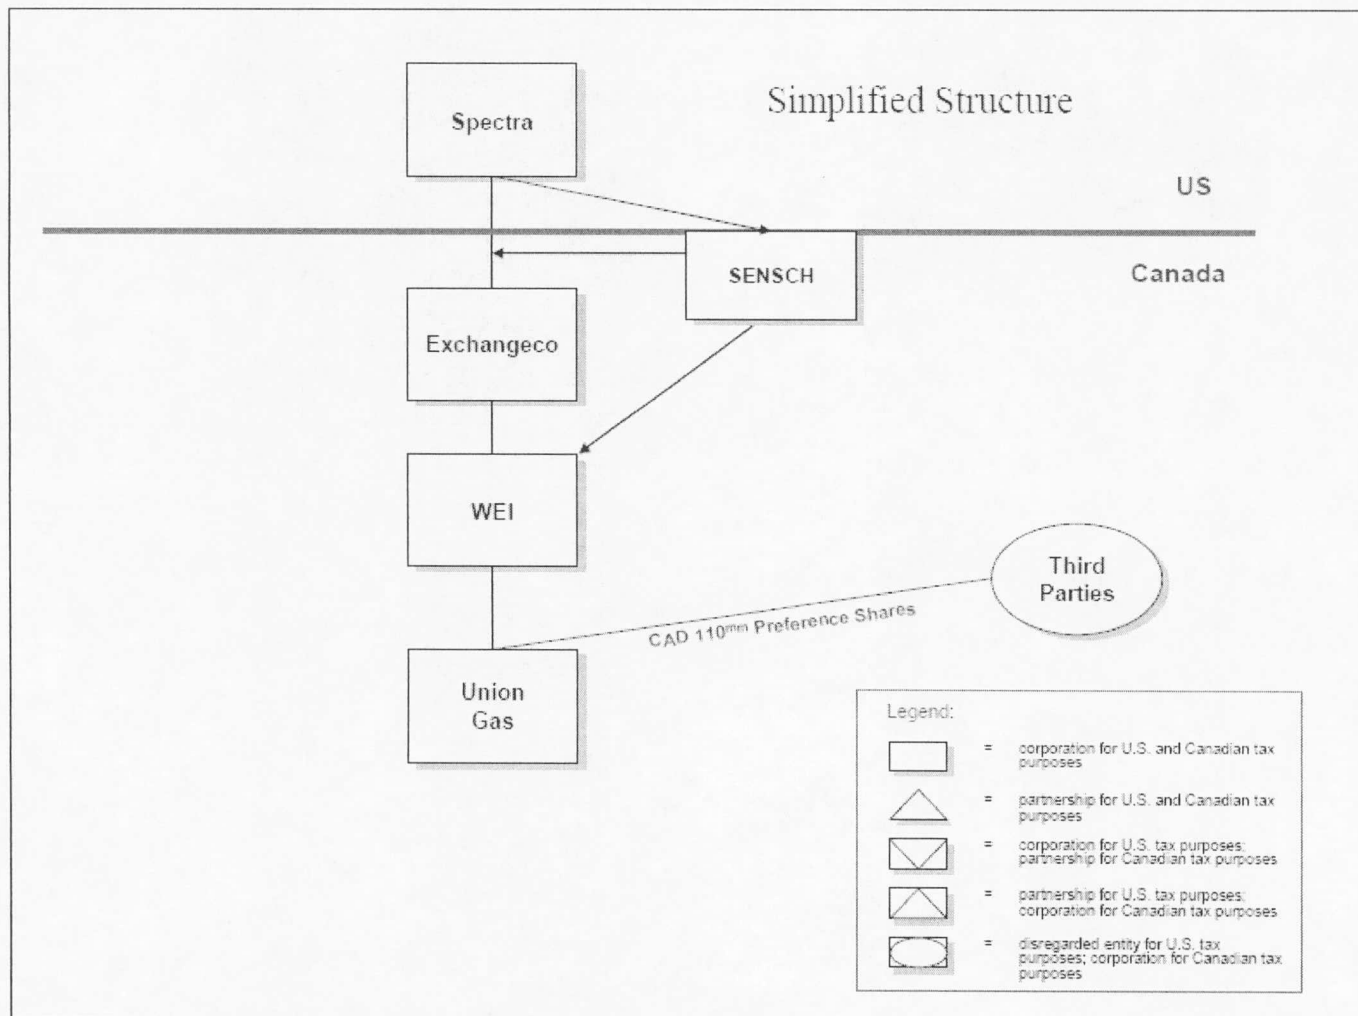 Simplified Structure
Spectra
US
SENSCH
Canada
Exchangeco
WEI
Third
Parties
CAD 110mm Preference Shares
Union
Gas
Legend:
= corporation for U.S. and Canadian tax
purposes
= partnership for U.S. and Canadian tax
purposes
= corporation for U.S. tax purposes;
partnership for Canadian tax purposes
= partnership for U.S. tax purposes;
corporation for Canadian tax purposes
= disregarded entity for U.S. tax
purposes; corporation for Canadian tax
purposes